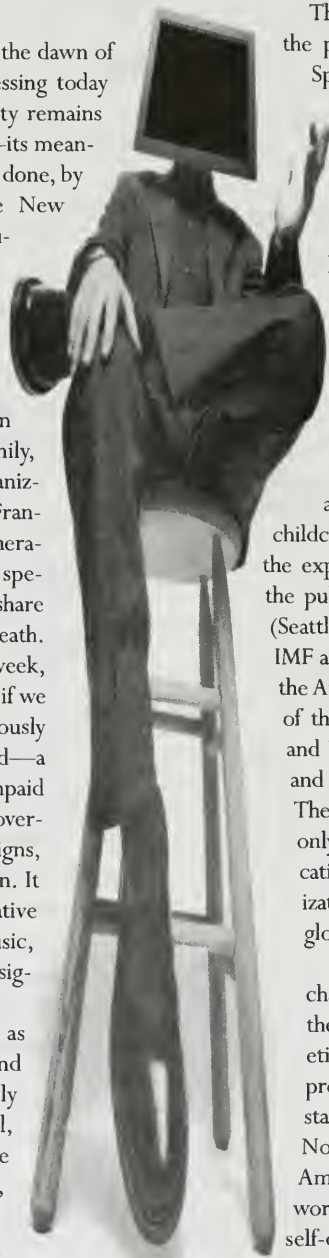 the dawn of
essing today
ty remains
-its mean-
done, by
e New
n
nily,
aniz-
Fran-
nera-
spe-
share
eath.
week,
if we
ously
d—a
npaid
over-
igns,
n. It
ative
usic,
sig-
as
nd
ly
l,
e
Th
the p
Sp
a
childc
the exp
the pu
(Seattl
IMF a
the A
of th
and
and
The
only
cati
izat
glo
ch
the
eti
pre
sta
No
Am
wor
self-c